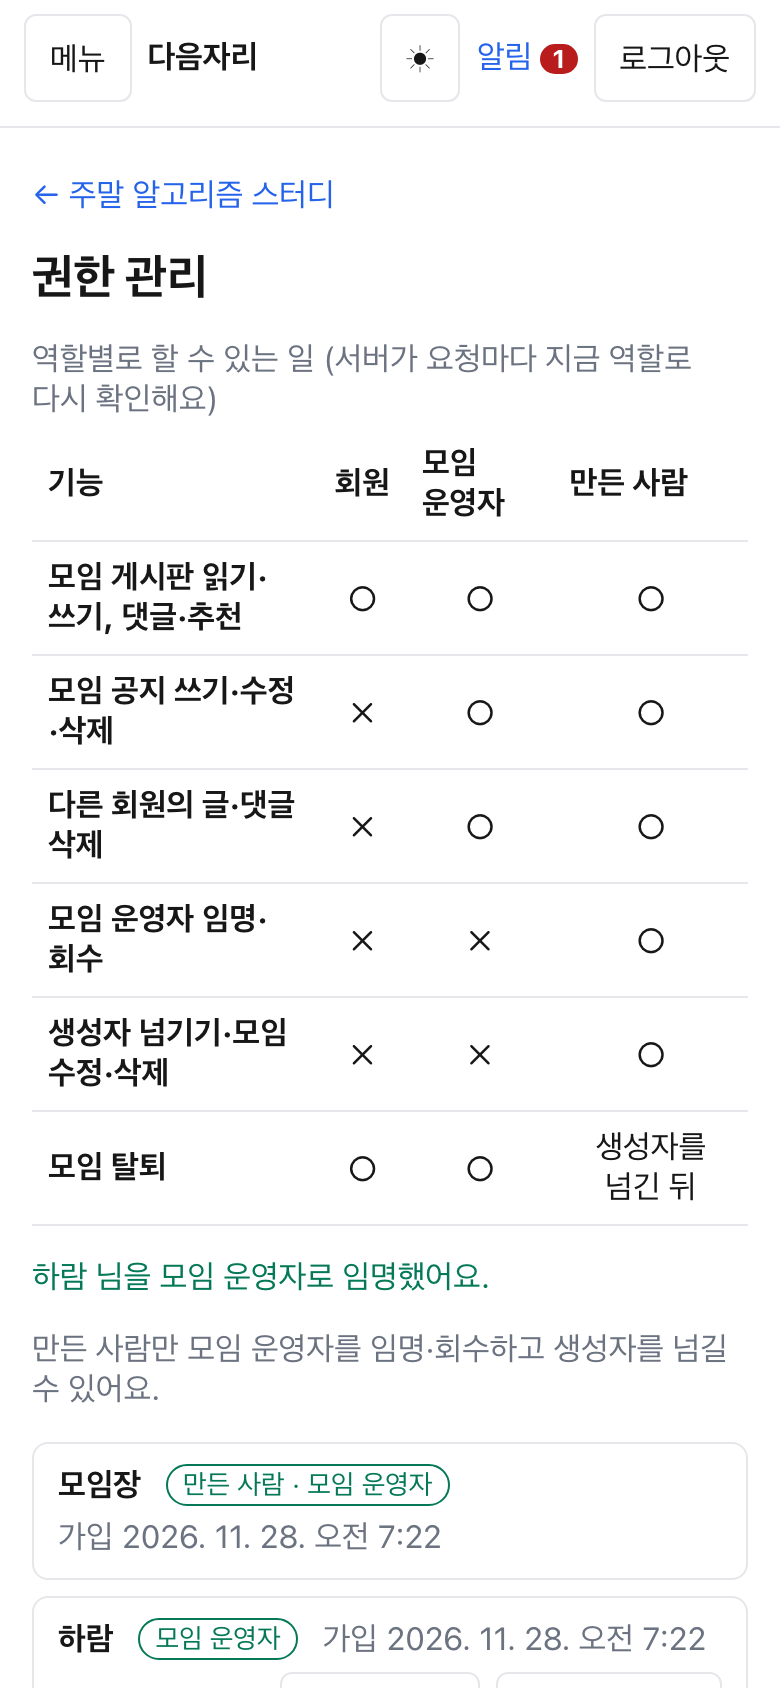 메뉴 다음자리 알림 1 로그아웃
← 주말 알고리즘 스터디
권한 관리
역할별로 할 수 있는 일 (서버가 요청마다 지금 역할로
다시 확인해요)
기능 회원 모임 운영자 만든 사람
모임 게시판 읽기·
쓰기, 댓글·추천 ○ ○ ○
모임 공지 쓰기·수정
·삭제 × ○ ○
다른 회원의 글·댓글
삭제 × ○ ○
모임 운영자 임명·
회수 × × ○
생성자 넘기기·모임
수정·삭제 × × ○
모임 탈퇴 ○ ○ 생성자를
넘긴 뒤
하람 님을 모임 운영자로 임명했어요.
만든 사람만 모임 운영자를 임명·회수하고 생성자를 넘길
수 있어요.
모임장 만든 사람 · 모임 운영자
가입 2026. 11. 28. 오전 7:22
하람 모임 운영자 가입 2026. 11. 28. 오전 7:22